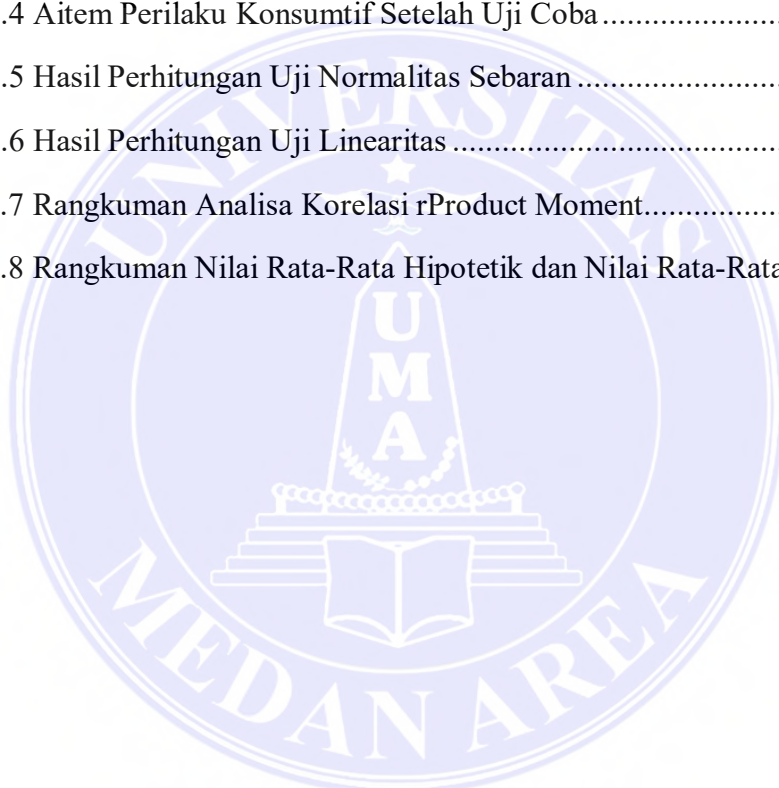 .4 Aitem Perilaku Konsumtif Setelah Uji Coba....................
.5 Hasil Perhitungan Uji Normalitas Sebaran.......................
.6 Hasil Perhitungan Uji Linearitas.....................................
.7 Rangkuman Analisa Korelasi rProduct Moment...............
.8 Rangkuman Nilai Rata-Rata Hipotetik dan Nilai Rata-Rata
UNIVERSITAS
UMA
MEDAN AREA